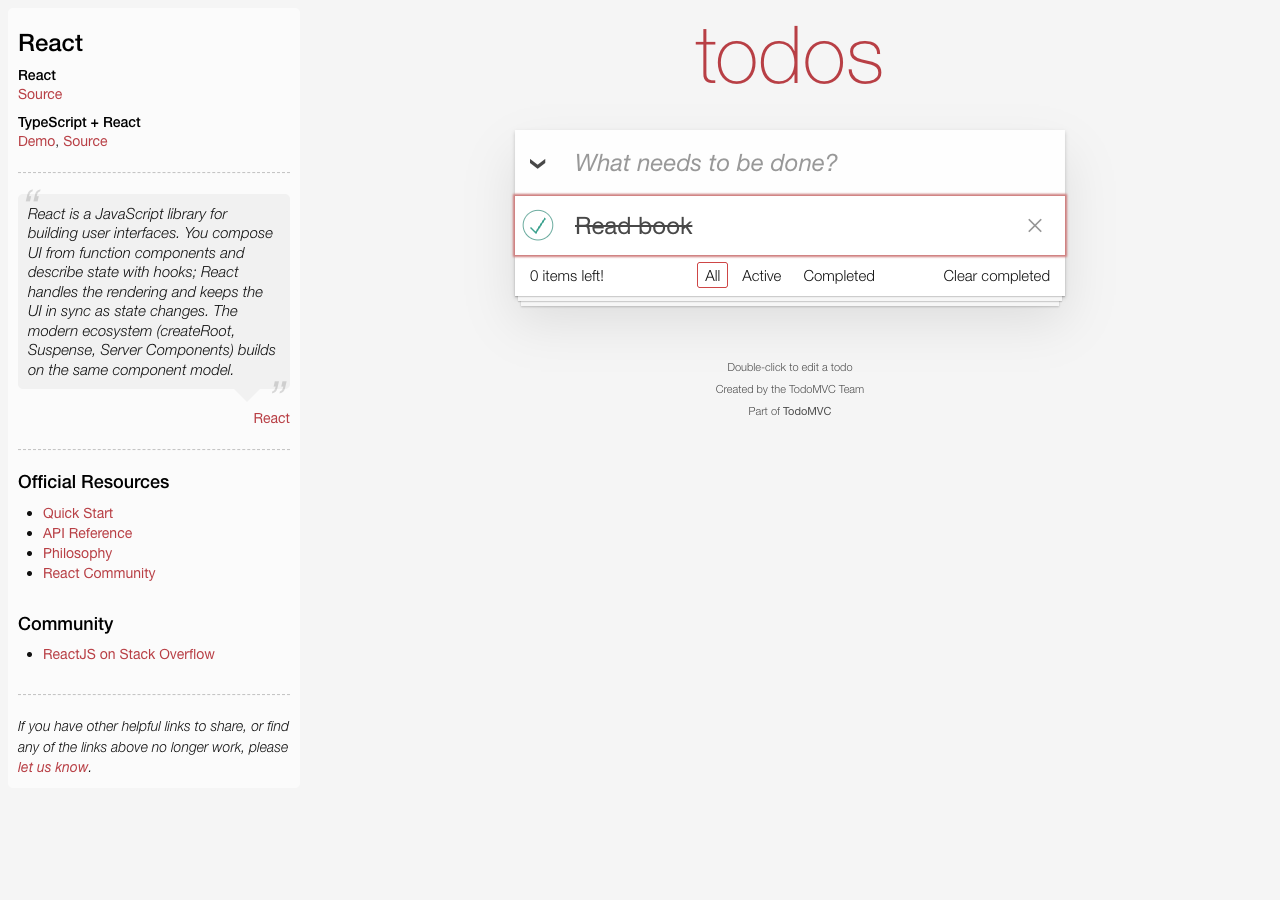 React
React
Source
TypeScript + React
Demo, Source
“
React is a JavaScript library for
building user interfaces. You compose
UI from function components and
describe state with hooks; React
handles the rendering and keeps the
UI in sync as state changes. The
modern ecosystem (createRoot,
Suspense, Server Components) builds
on the same component model.
”
React
Official Resources
Quick Start
API Reference
Philosophy
React Community
Community
ReactJS on Stack Overflow
If you have other helpful links to share, or find
any of the links above no longer work, please
let us know.
todos
What needs to be done?
Read book
0 items left!
All
Active
Completed
Clear completed
Double-click to edit a todo
Created by the TodoMVC Team
Part of TodoMVC